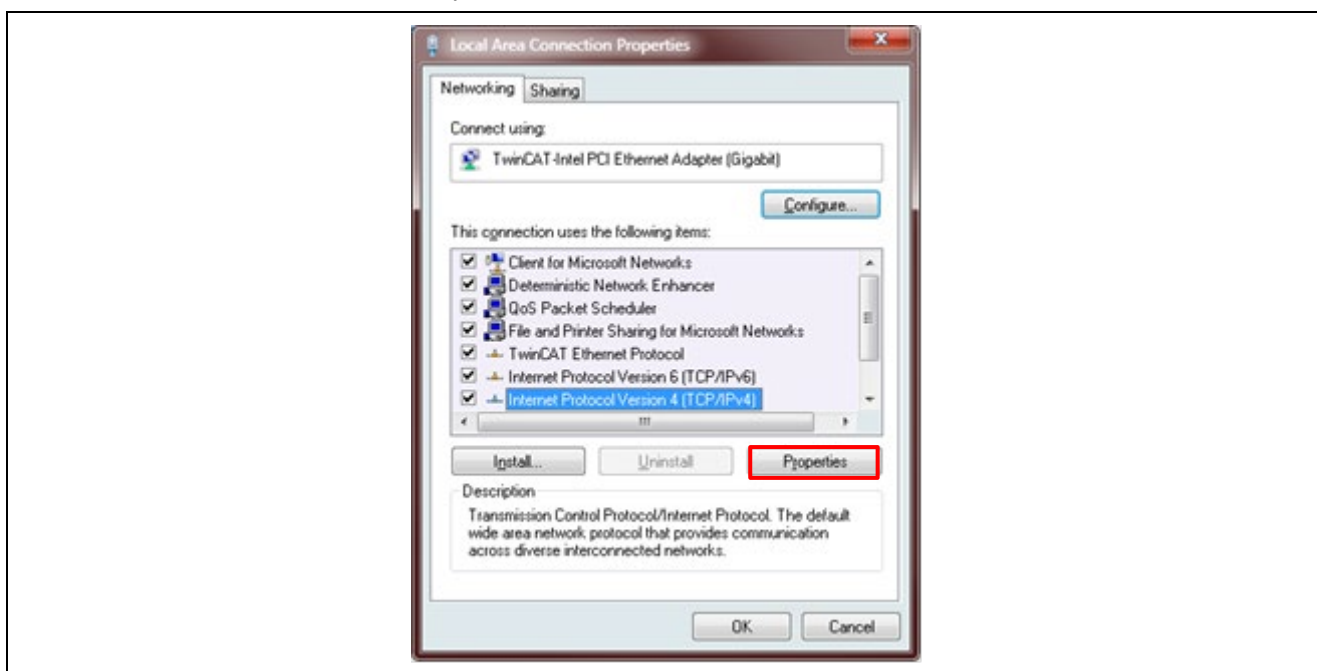 Local Area Connection Properties
Networking
Sharing
Connect using:
TwinCAT-Intel PCI Ethernet Adapter (Gigabit)
Configure...
This connection uses the following items:
Client for Microsoft Networks
Deterministic Network Enhancer
QoS Packet Scheduler
File and Printer Sharing for Microsoft Networks
TwinCAT Ethernet Protocol
Internet Protocol Version 6 (TCP/IPv6)
Internet Protocol Version 4 (TCP/IPv4)
Install...
Uninstall
Properties
Description
Transmission Control Protocol/Internet Protocol. The default
wide area network protocol that provides communication
across diverse interconnected networks.
OK
Cancel